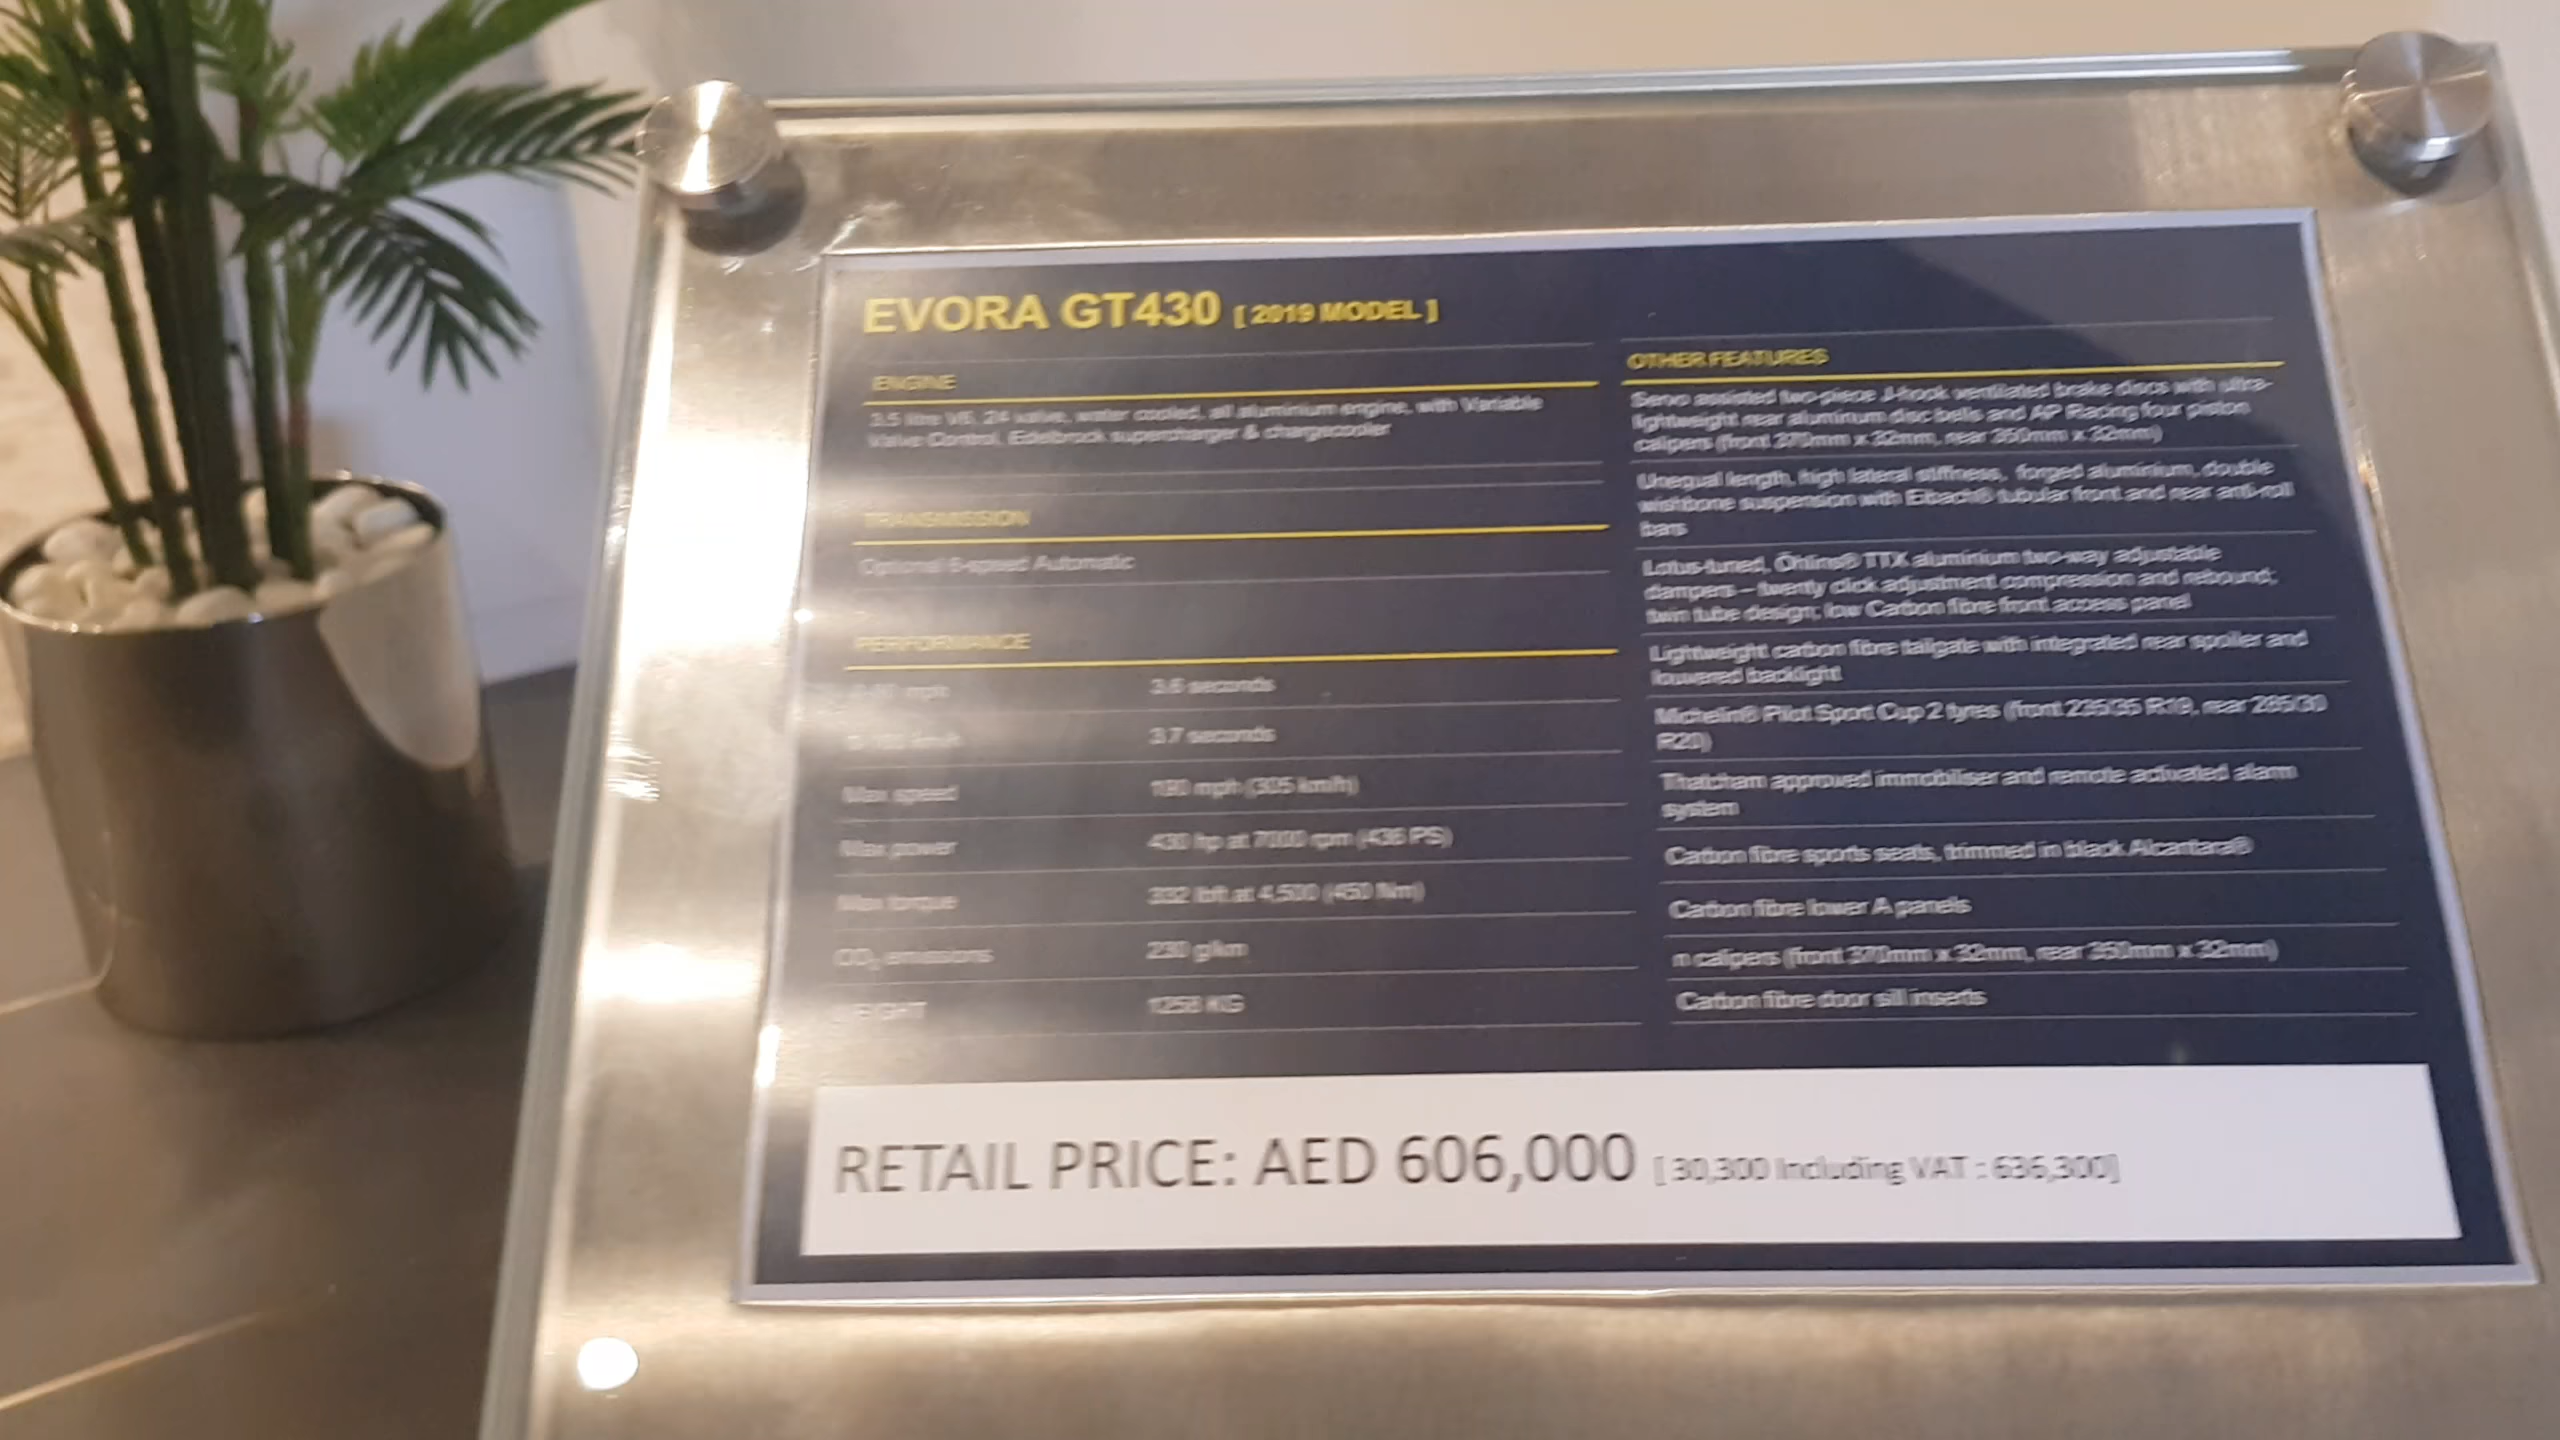 EVORA GT430 [ 2019 MODEL ]
ENGINE
3.5 litre V6, 24 valve, water cooled, all aluminium engine, with Variable
Valve Control, Edelbrock supercharger & chargecooler
TRANSMISSION
Optional 6-speed Automatic
PERFORMANCE
mph 3.6 seconds
3.7 seconds
Max speed 190 mph (305 km/h)
Max power 430 hp at 7000 rpm (436 PS)
Max torque 332 lbft at 4,500 (450 Nm)
CO₂ emissions 230 g/km
1258 KG
OTHER FEATURES
Servo assisted two-piece J-hook ventilated brake discs with ultra-
lightweight rear aluminium disc bells and AP Racing four piston
calipers (front 370mm x 32mm, rear 350mm x 32mm)
Unequal length, high lateral stiffness, forged aluminium, double
wishbone suspension with Eibach® tubular front and rear anti-roll
bars
Lotus-tuned, Öhlins® TTX aluminium two-way adjustable
dampers – twenty click adjustment compression and rebound;
twin tube design; low Carbon fibre front access panel
Lightweight carbon fibre tailgate with integrated rear spoiler and
louvered backlight
Michelin® Pilot Sport Cup 2 tyres (front 235/35 R19, rear 285/30
R20)
Thatcham approved immobiliser and remote activated alarm
system
Carbon fibre sports seats, trimmed in black Alcantara®
Carbon fibre lower A panels
n calipers (front 370mm x 32mm, rear 350mm x 32mm)
Carbon fibre door sill inserts
RETAIL PRICE: AED 606,000 [ 30,300 Including VAT : 636,300]